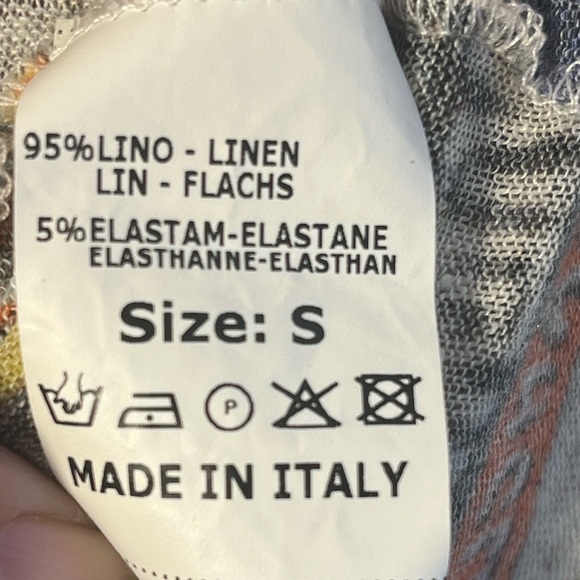 95%LINO - LINEN
LIN - FLACHS
5%ELASTAM-ELASTANE
ELASTHANNE-ELASTHAN
Size: S
P
MADE IN ITALY